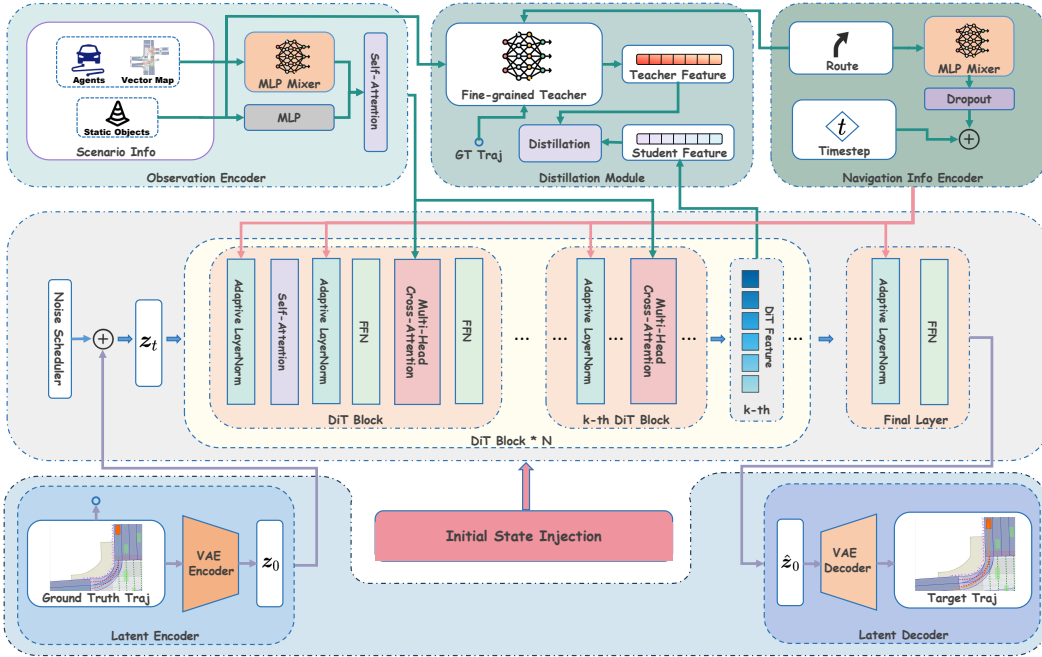 Agents
Vector Map
Static Objects
Scenario Info
MLP Mixer
MLP
Self-Attention
Observation Encoder
Fine-grained Teacher
Teacher Feature
GT Traj
Distillation
Student Feature
Distillation Module
Route
MLP Mixer
Dropout
t
Timestep
Navigation Info Encoder
Noise Scheduler
z_t
Adaptive LayerNorm
Self-Attention
Adaptive LayerNorm
FFN
Multi-Head
Cross-Attention
FFN
DiT Block
...
...
Adaptive LayerNorm
...
Multi-Head
Cross-Attention
...
k-th DiT Block
DiT Feature
k-th
...
DiT Block * N
Adaptive LayerNorm
FFN
Final Layer
Initial State Injection
Ground Truth Traj
VAE
Encoder
z_0
Latent Encoder
ẑ_0
VAE
Decoder
Target Traj
Latent Decoder